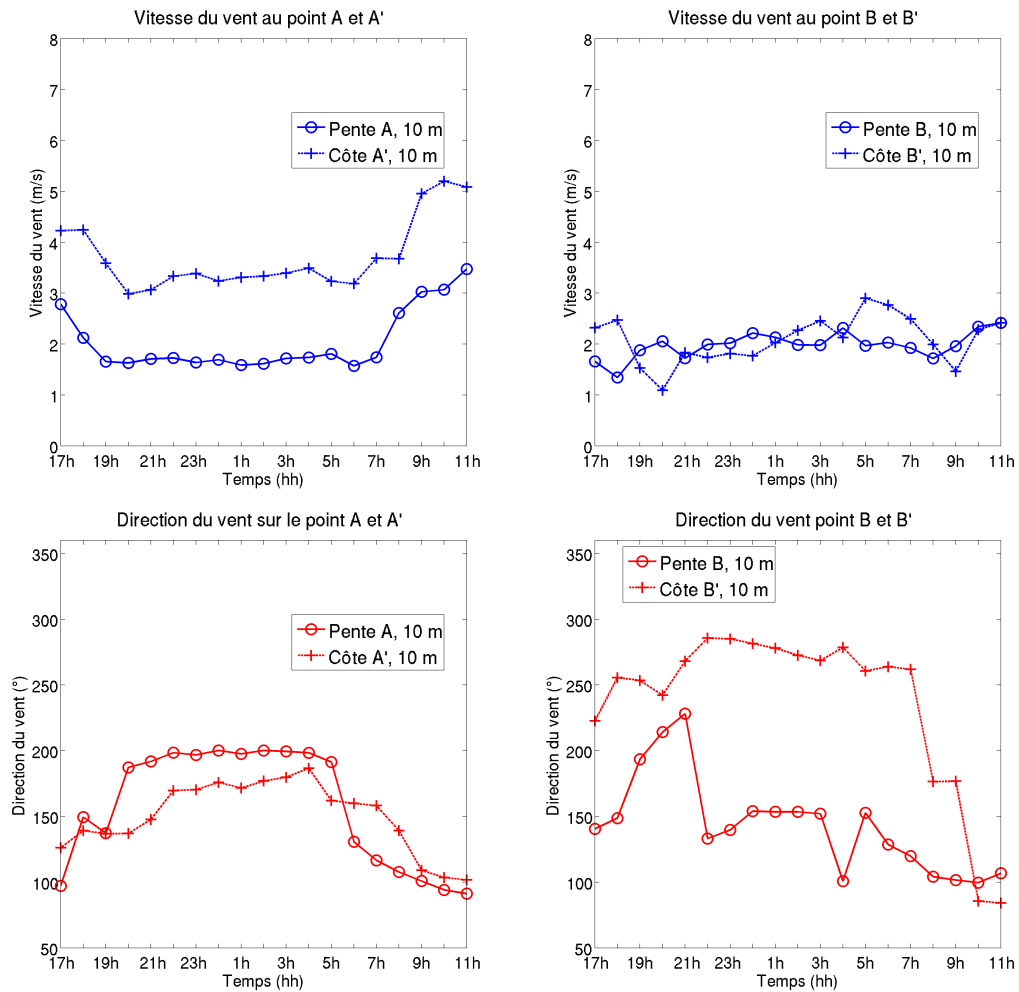 Vitesse du vent au point A et A'
8
7
6
5
4
3
2
1
0
Vitesse du vent (m/s)
Pente A, 10 m
Côte A', 10 m
17h 19h 21h 23h 1h 3h 7h 9h 11h
Temps (hh)
Vitesse du vent au point B et B'
8
7
6
5
4
3
2
1
0
Vitesse du vent (m/s)
Pente B, 10 m
Côte B', 10 m
17h 19h 21h 23h 1h 3h 7h 9h 11h
Temps (hh)
Direction du vent sur le point A et A'
350
300
250
200
150
100
50
Direction du vent (°)
Pente A, 10 m
Côte A', 10 m
17h 19h 21h 23h 1h 3h 7h 9h 11h
Temps (hh)
Direction du vent point B et B'
350
300
250
200
150
100
50
Direction du vent (°)
Pente B, 10 m
Côte B', 10 m
17h 19h 21h 23h 1h 3h 7h 9h 11h
Temps (hh)